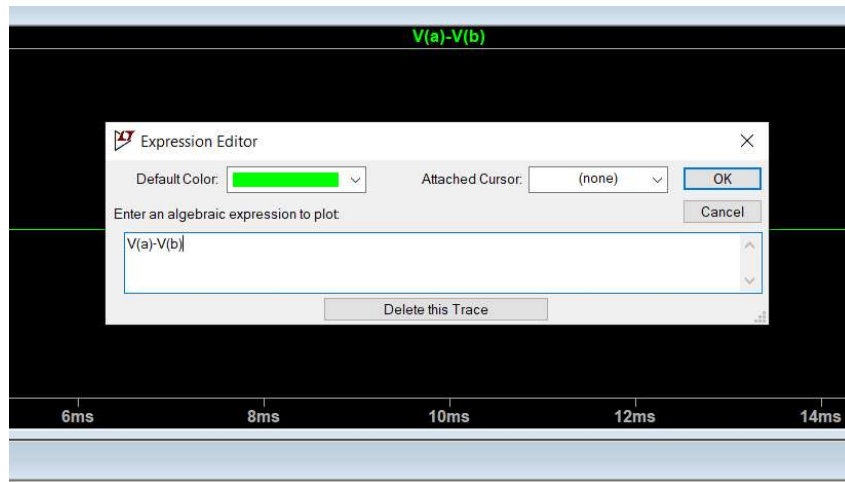 V(a)-V(b)
Expression Editor
Default Color:
Attached Cursor: (none) OK
Enter an algebraic expression to plot: Cancel
V(a)-V(b)
Delete this Trace
6ms 8ms 10ms 12ms 14ms